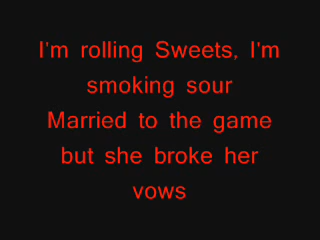 I'm rolling Sweets, I'm
smoking sour
Married to the game
but she broke her
vows